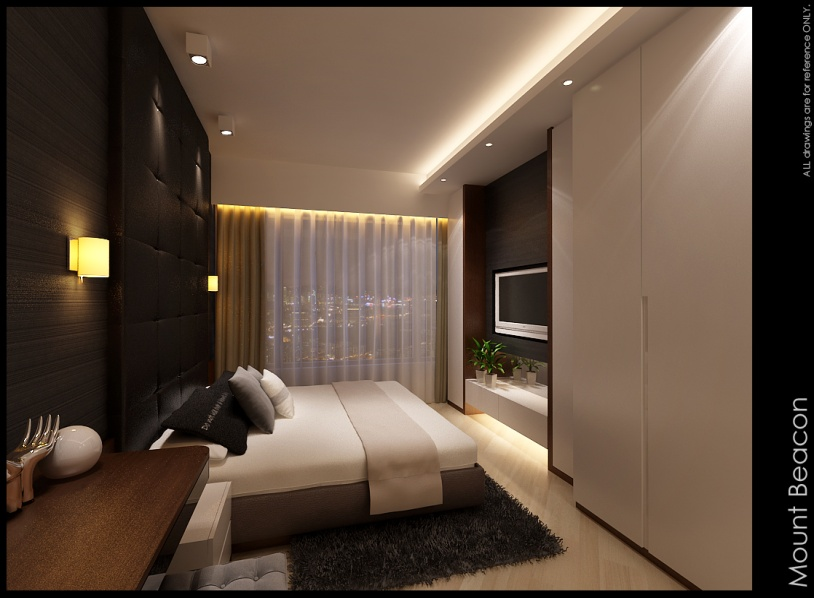 ALL drawings are for reference ONLY.
Mount Beacon